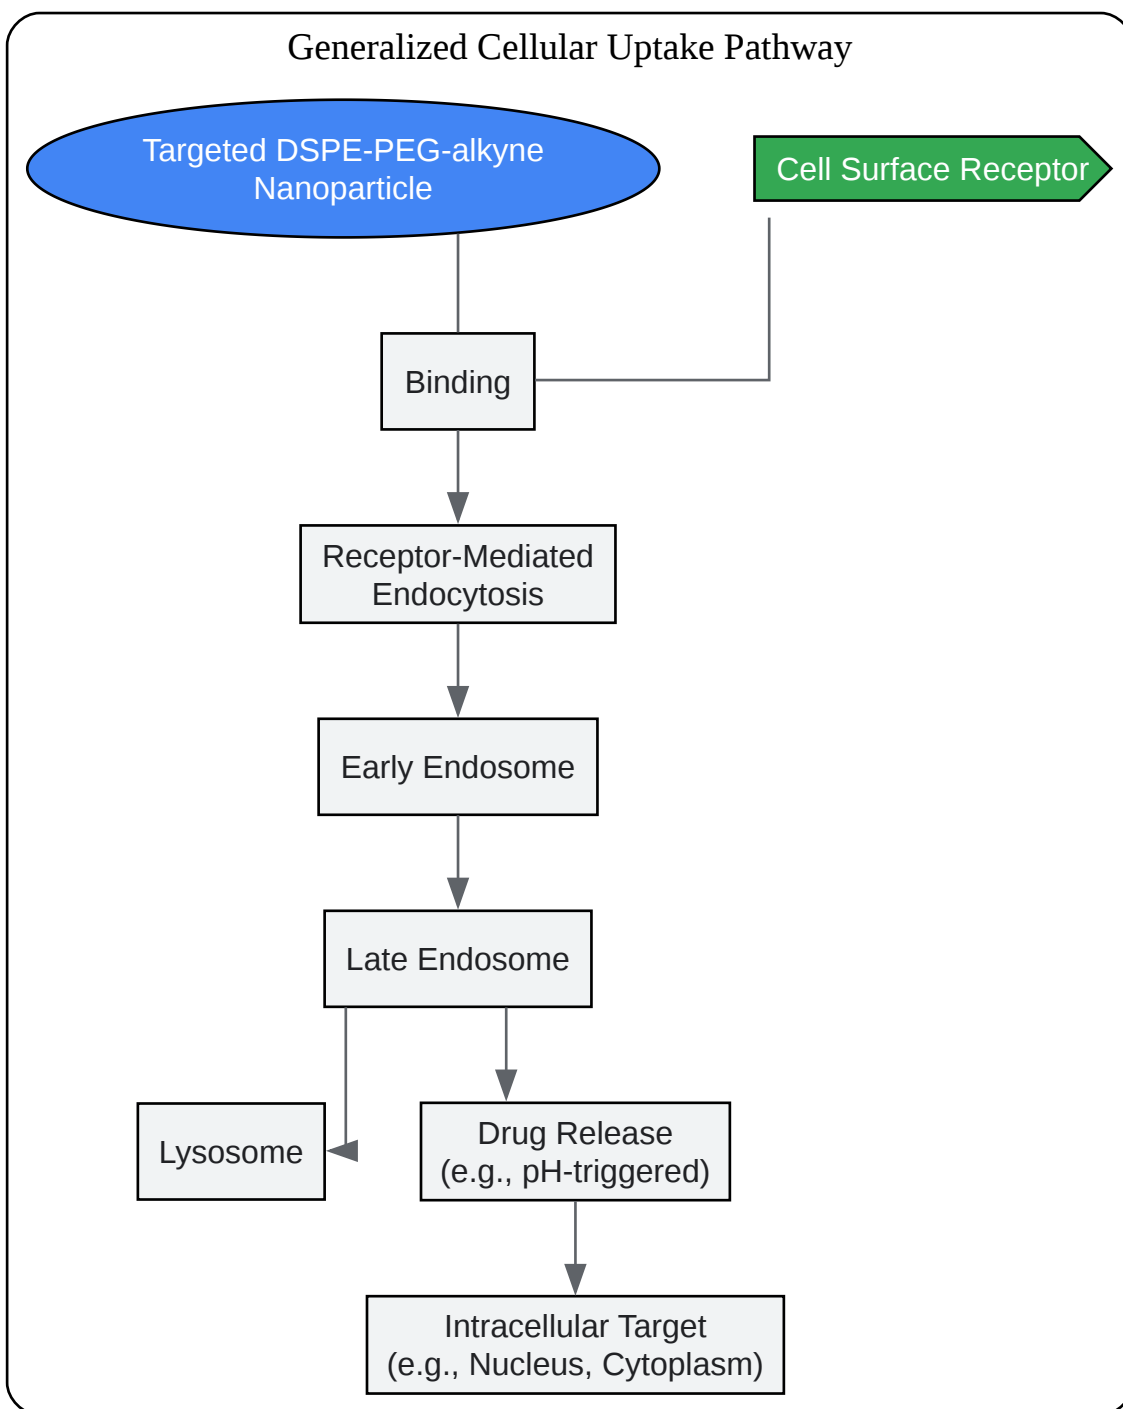 Generalized Cellular Uptake Pathway
Targeted DSPE-PEG-alkyne
Nanoparticle
Cell Surface Receptor
Binding
Receptor-Mediated
Endocytosis
Early Endosome
Late Endosome
Lysosome
Drug Release
(e.g., pH-triggered)
Intracellular Target
(e.g., Nucleus, Cytoplasm)